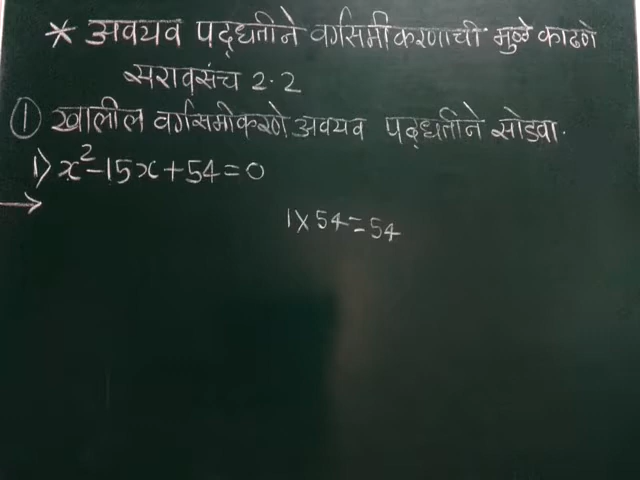 * अवयव पद्धतीने वर्गसमीकरणाची मुळे काढणे
सरावसंच 2.2
① खालील वर्गसमीकरणे अवयव पद्धतीने सोडवा.
1) x²-15x+54=0
→
1×54=54